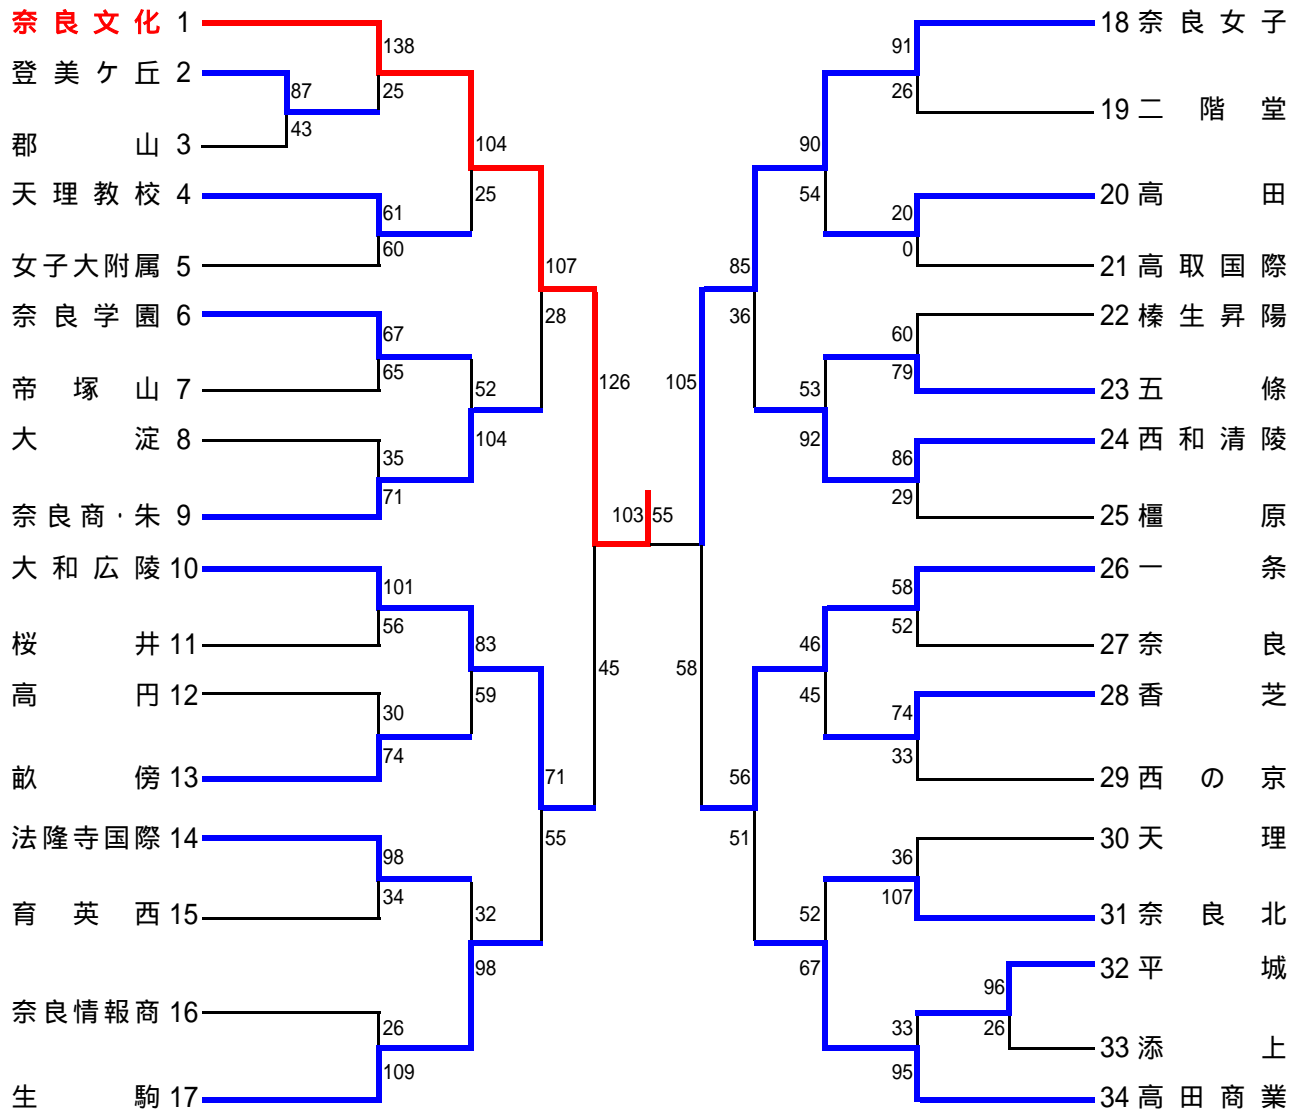 奈良文化 1
138
登美ケ丘 2
87
25
43
郡山 3
104
天理教校 4
25
61
60
女子大附属 5
107
奈良学園 6
28
67
65
帝塚山 7
52
126
大淀 8
104
35
71
奈良商・朱 9
103
大和広陵 10
101
56
桜井 11
83
45
高円 12
59
30
74
畝傍 13
71
法隆寺国際 14
55
98
34
育英西 15
32
98
奈良情報商 16
26
109
生駒 17
18 奈良女子
91
26
19 二階堂
90
54
20 高田
20
0
21 高取国際
85
36
22 榛生昇陽
60
79
23 五條
105
53
92
24 西和清陵
86
29
25 橿原
55
26 一条
58
52
27 奈良
46
45
58
28 香芝
74
33
29 西の京
56
51
30 天理
36
107
31 奈良北
52
67
32 平城
96
26
33
33 添上
95
34 高田商業